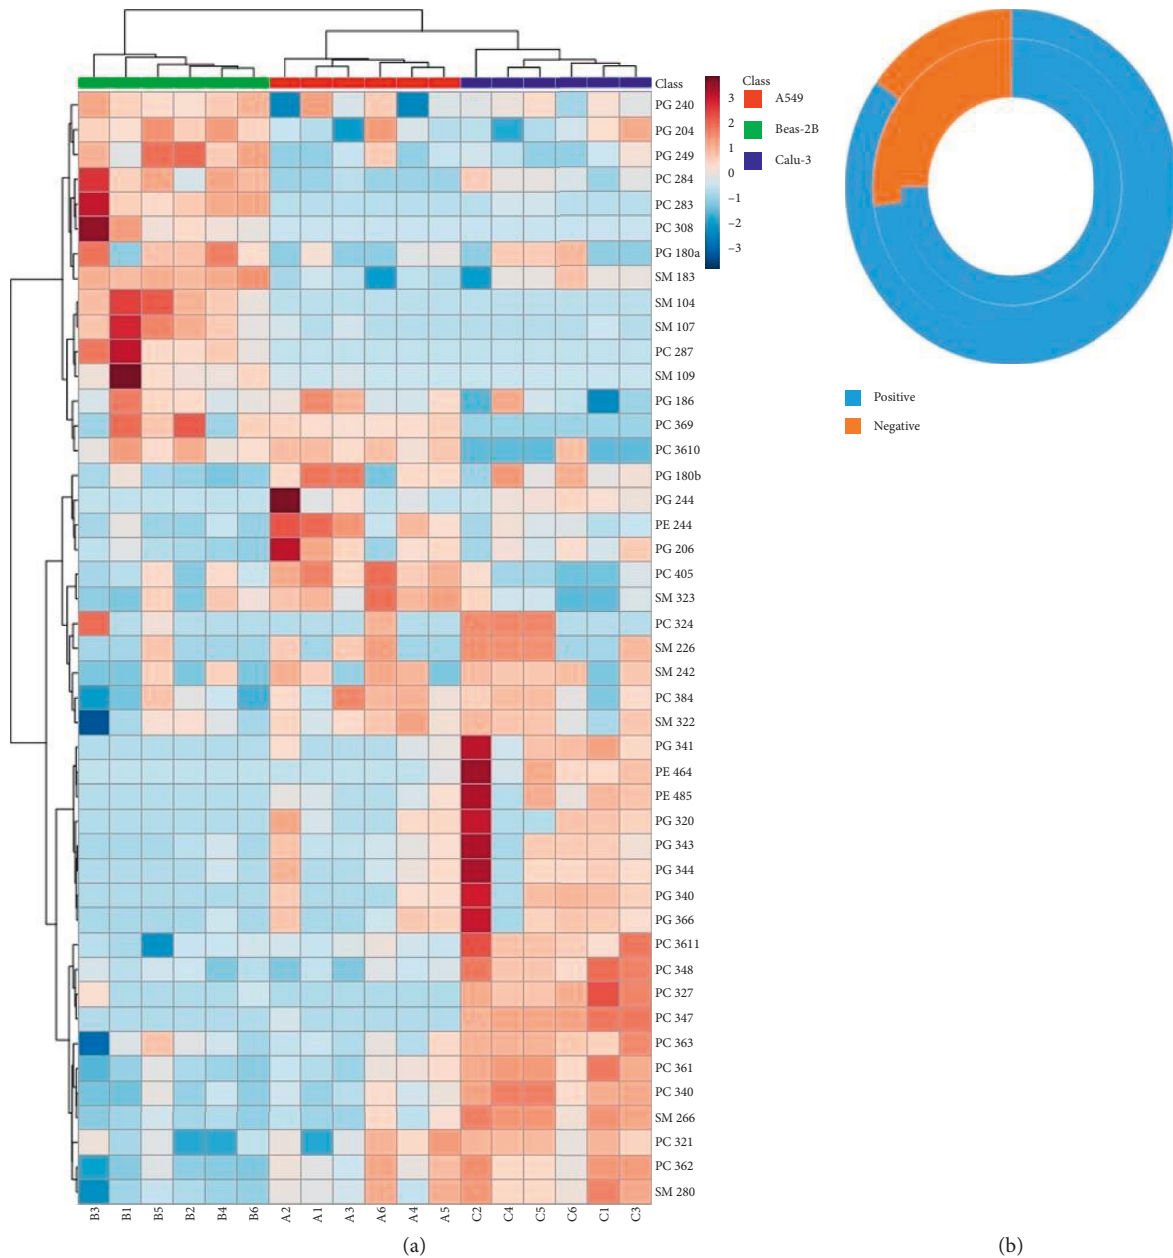 Class
PG 240
PG 204
PG 249
PC 284
PC 283
PC 308
PG 180a
SM 183
SM 104
SM 107
PC 287
SM 109
PG 186
PC 369
PC 3610
PG 180b
PG 244
PE 244
PG 206
PC 405
SM 323
PC 324
SM 226
SM 242
PC 384
SM 322
PG 341
PE 464
PE 485
PG 320
PG 343
PG 344
PG 340
PG 366
PC 3611
PC 348
PC 327
PC 347
PC 363
PC 361
PC 340
SM 266
PC 321
PC 362
SM 280
B3 B1 B5 B2 B4 B6 A2 A1 A3 A6 A4 A5 C2 C4 C5 C6 C1 C3
(a)
3
2
1
0
–1
–2
–3
Class
A549
Beas-2B
Calu-3
Positive
Negative
(b)